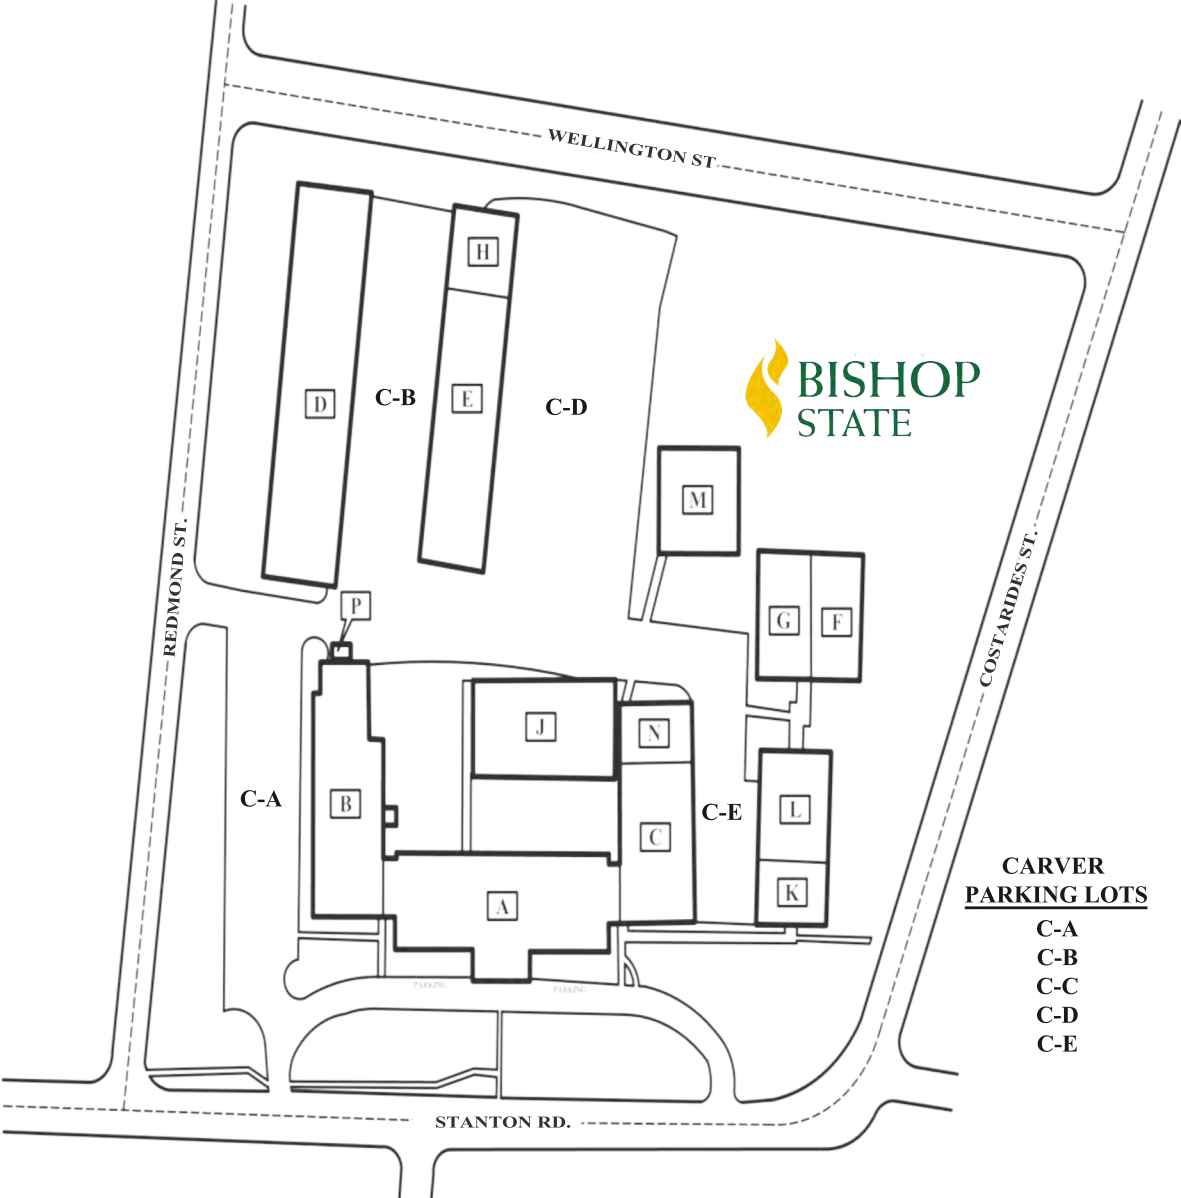 WELLINGTON ST.
H
D
C-B
E
C-D
BISHOP
STATE
M
REDMOND ST.
COSTARIDES ST.
P
G
F
J
N
C-A
B
C-E
L
C
CARVER
PARKING LOTS
K
A
C-A
C-B
C-C
C-D
C-E
PARKING
PARKING
STANTON RD.